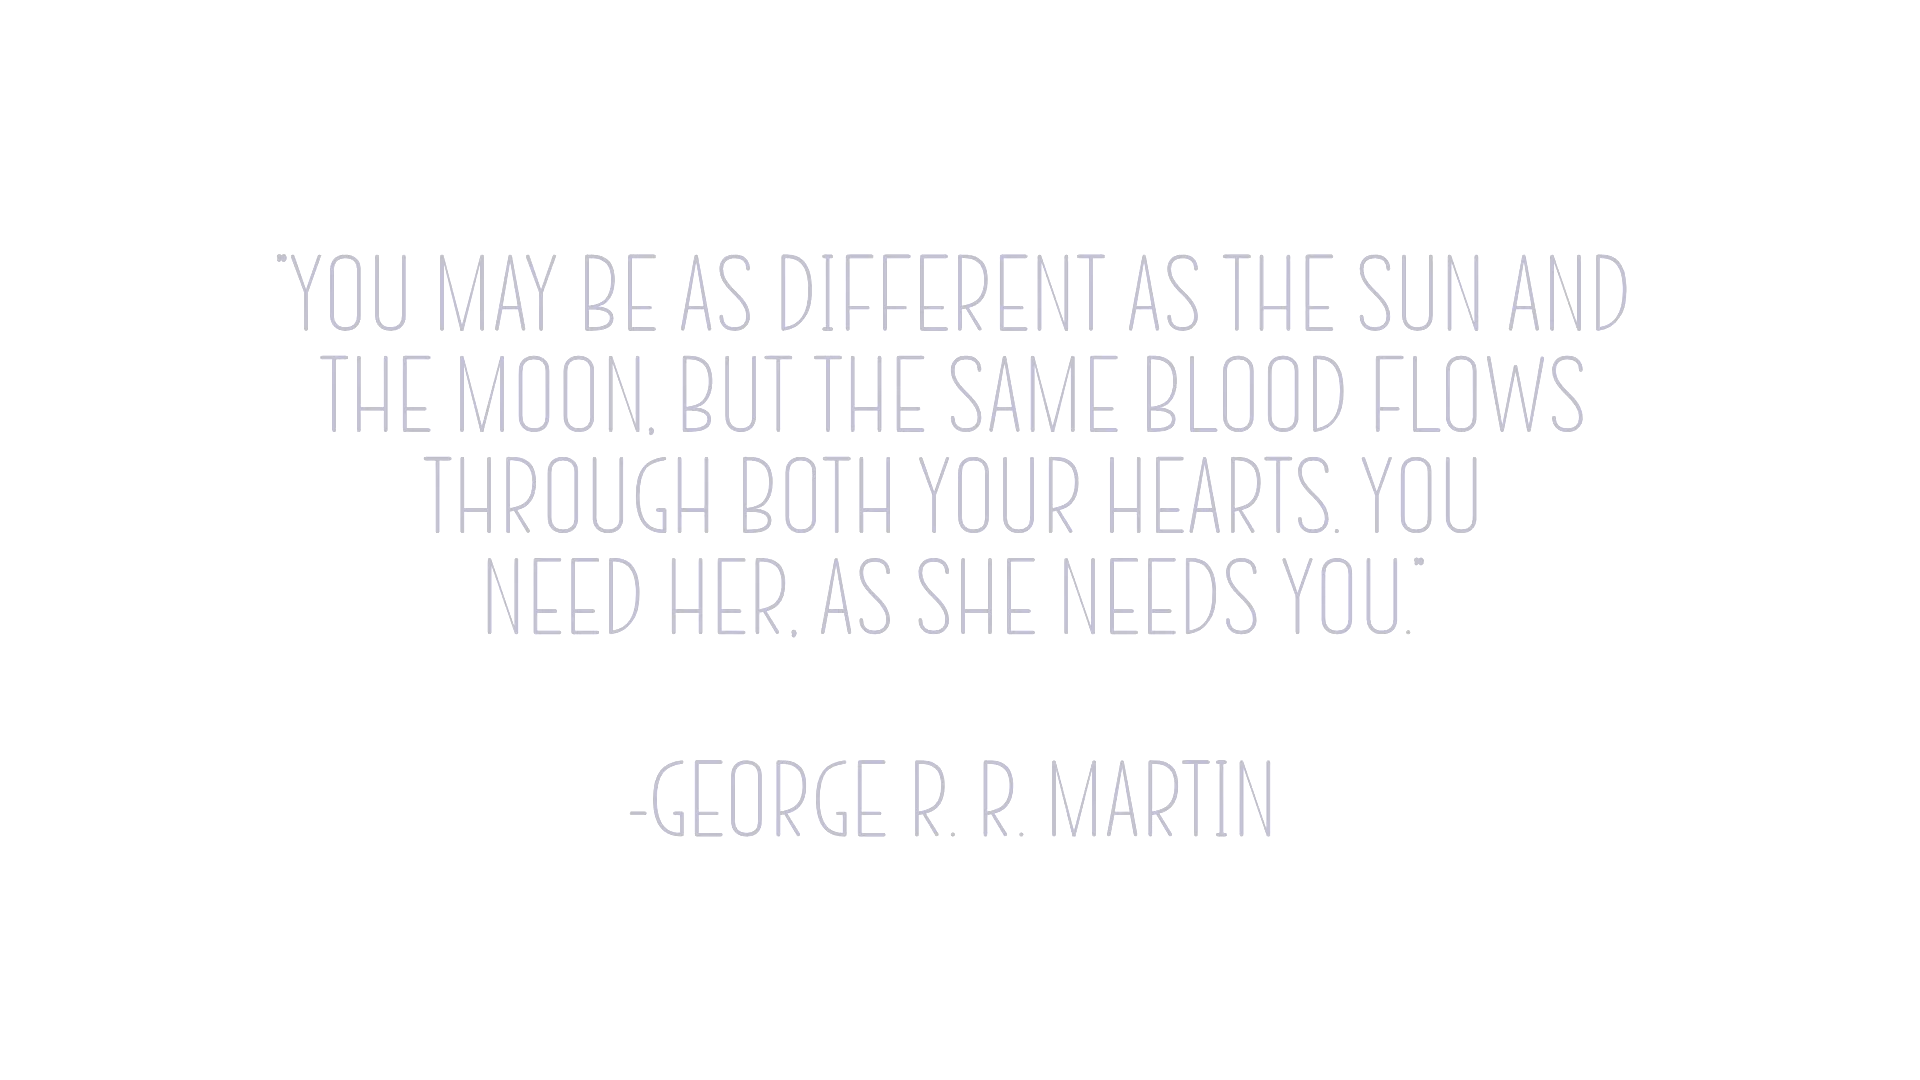 "YOU MAY BE AS DIFFERENT AS THE SUN AND
THE MOON, BUT THE SAME BLOOD FLOWS
THROUGH BOTH YOUR HEARTS. YOU
NEED HER, AS SHE NEEDS YOU."
-GEORGE R. R. MARTIN